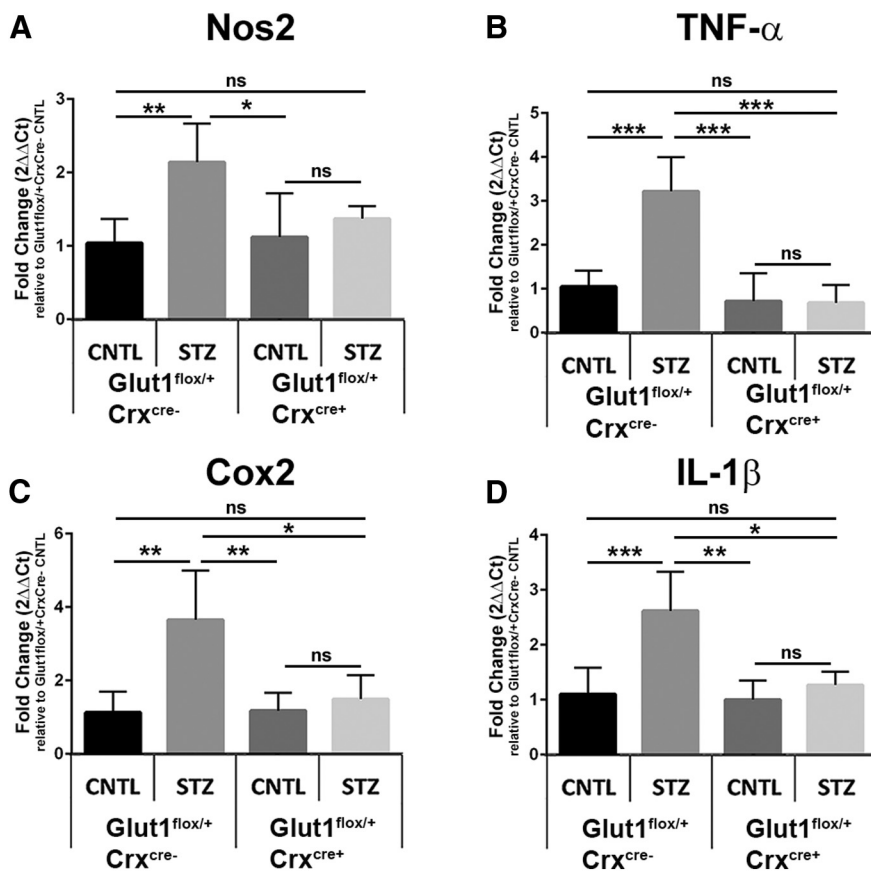 A
Nos2
ns
**
*
ns
Fold Change (2ΔΔCt)
relative to Glut1flox/+CrxCre- CNTL
3
2
1
0
CNTL STZ CNTL STZ
Glut1flox/+ Glut1flox/+
Crxcre- Crxcre+
B
TNF-α
ns
***
***
***
ns
Fold Change (2ΔΔCt)
relative to Glut1flox/+CrxCre- CNTL
5
4
3
2
1
0
CNTL STZ CNTL STZ
Glut1flox/+ Glut1flox/+
Crxcre- Crxcre+
C
Cox2
ns
*
**
**
ns
Fold Change (2ΔΔCt)
relative to Glut1flox/+CrxCre- CNTL
6
4
2
0
CNTL STZ CNTL STZ
Glut1flox/+ Glut1flox/+
Crxcre- Crxcre+
D
IL-1β
ns
*
***
**
ns
Fold Change (2ΔΔCt)
relative to Glut1flox/+CrxCre- CNTL
4
3
2
1
0
CNTL STZ CNTL STZ
Glut1flox/+ Glut1flox/+
Crxcre- Crxcre+